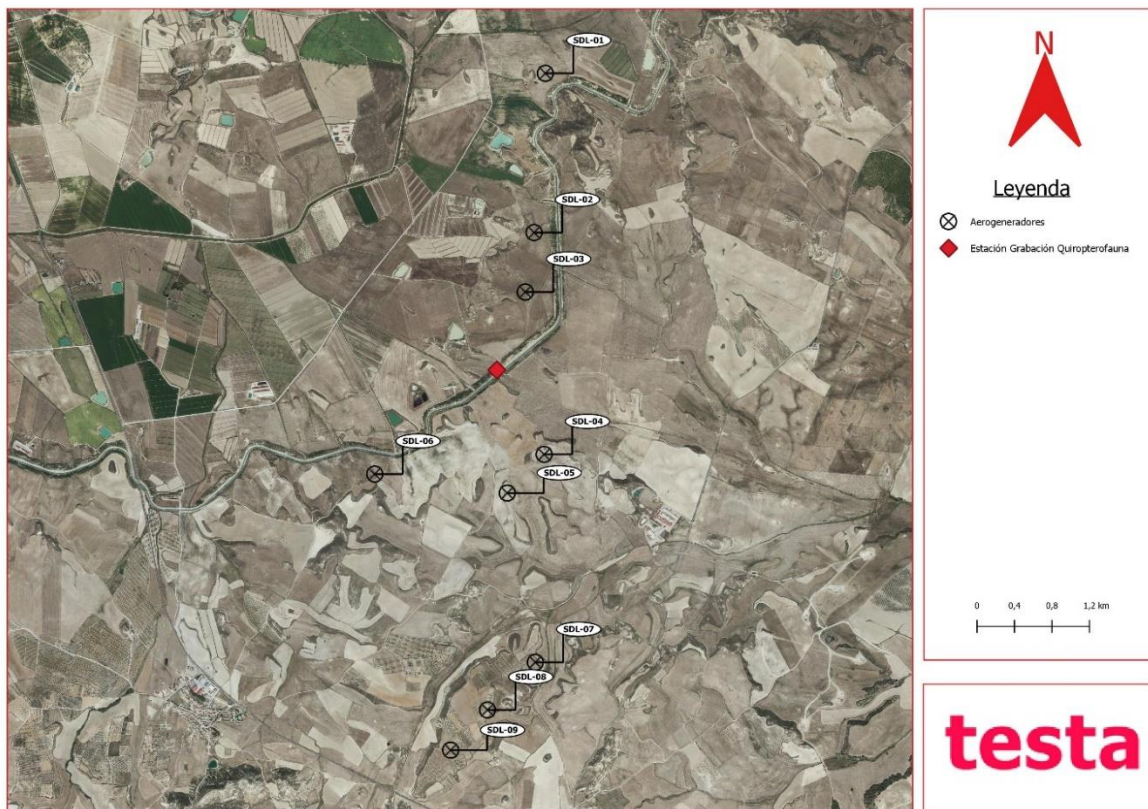 SDL-01
SDL-02
SDL-03
SDL-04
SDL-06
SDL-05
SDL-07
SDL-08
SDL-09
N
Leyenda
Aerogeneradores
Estación Grabación Quiropterofauna
0 0,4 0,8 1,2 km
testa